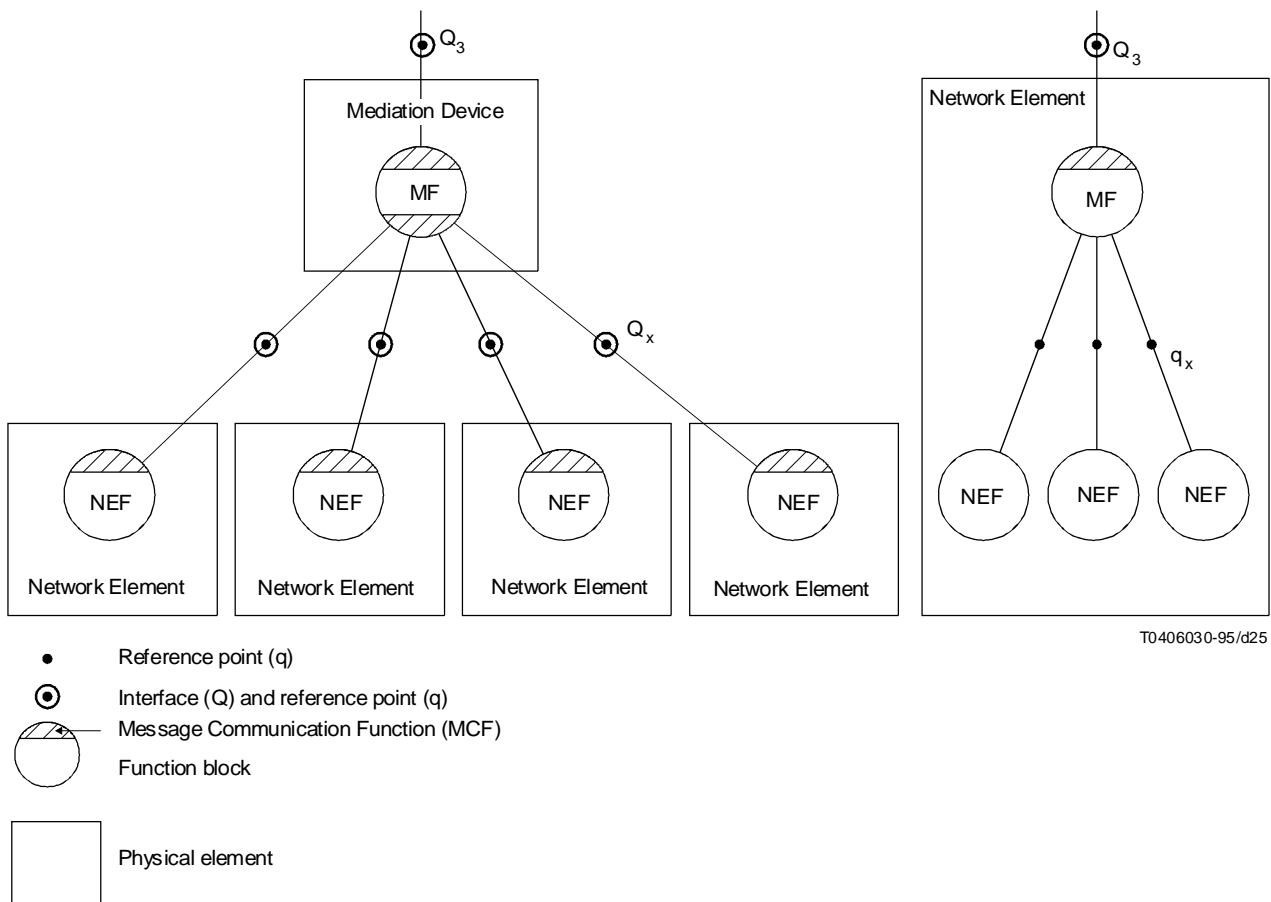 Q3
Q3
Mediation Device
Network Element
MF
MF
Qx
qx
NEF
NEF
NEF
NEF
NEF
NEF
NEF
Network Element
Network Element
Network Element
Network Element
T0406030-95/d25
Reference point (q)
Interface (Q) and reference point (q)
Message Communication Function (MCF)
Function block
Physical element